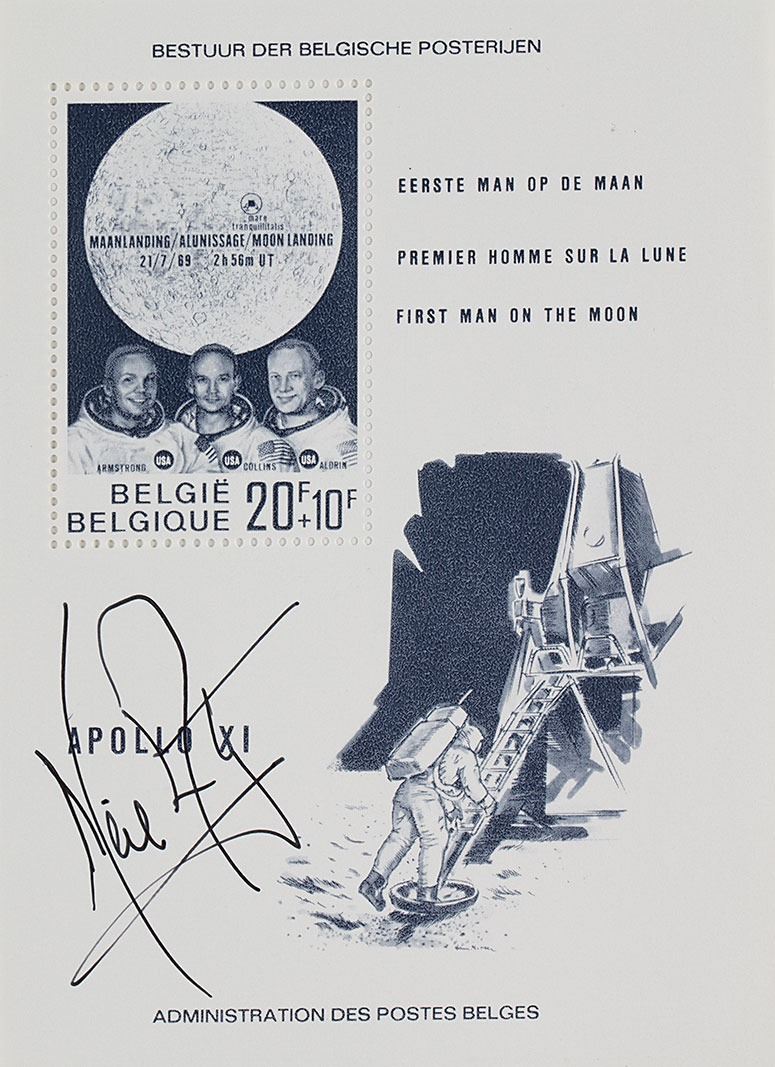 BESTUUR DER BELGISCHE POSTERIJEN
mare
tranquillitatis
MAANLANDING/ALUNISSAGE/MOON LANDING
21/7/69 2h56m UT
ARMSTRONG USA USA COLLINS USA ALDRIN
BELGIË
BELGIQUE 20F+10F
EERSTE MAN OP DE MAAN
PREMIER HOMME SUR LA LUNE
FIRST MAN ON THE MOON
APOLLO XI
Neil
ADMINISTRATION DES POSTES BELGES